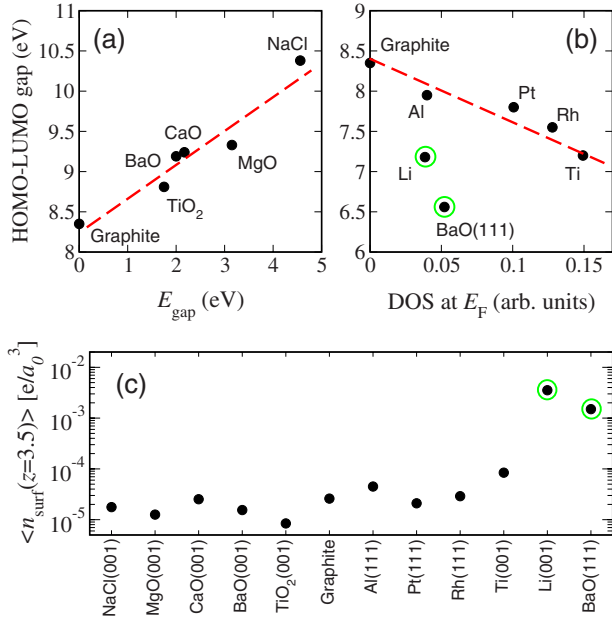 (a)
HOMO-LUMO gap (eV)
11
10.5
10
9.5
9
8.5
8
NaCl
CaO
BaO
MgO
TiO2
Graphite
0 1 2 3 4 5
Egap (eV)
(b)
9
8.5
8
7.5
7
6.5
6
Graphite
Pt
Al
Rh
Li
Ti
BaO(111)
0 0.05 0.1 0.15
DOS at EF (arb. units)
(c)
<nsurf(z=3.5)> [e/a0^3]
10^-2
10^-3
10^-4
10^-5
NaCl(001)
MgO(001)
CaO(001)
BaO(001)
TiO2(001)
Graphite
Al(111)
Pt(111)
Rh(111)
Ti(001)
Li(001)
BaO(111)